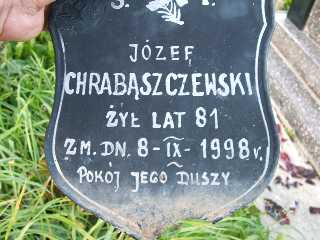 Ś. P.
JÓZEF
CHRABĄSZCZEWSKI
ŻYŁ LAT 81
ZM. DN. 8-IX-1998 r.
POKÓJ JEGO DUSZY